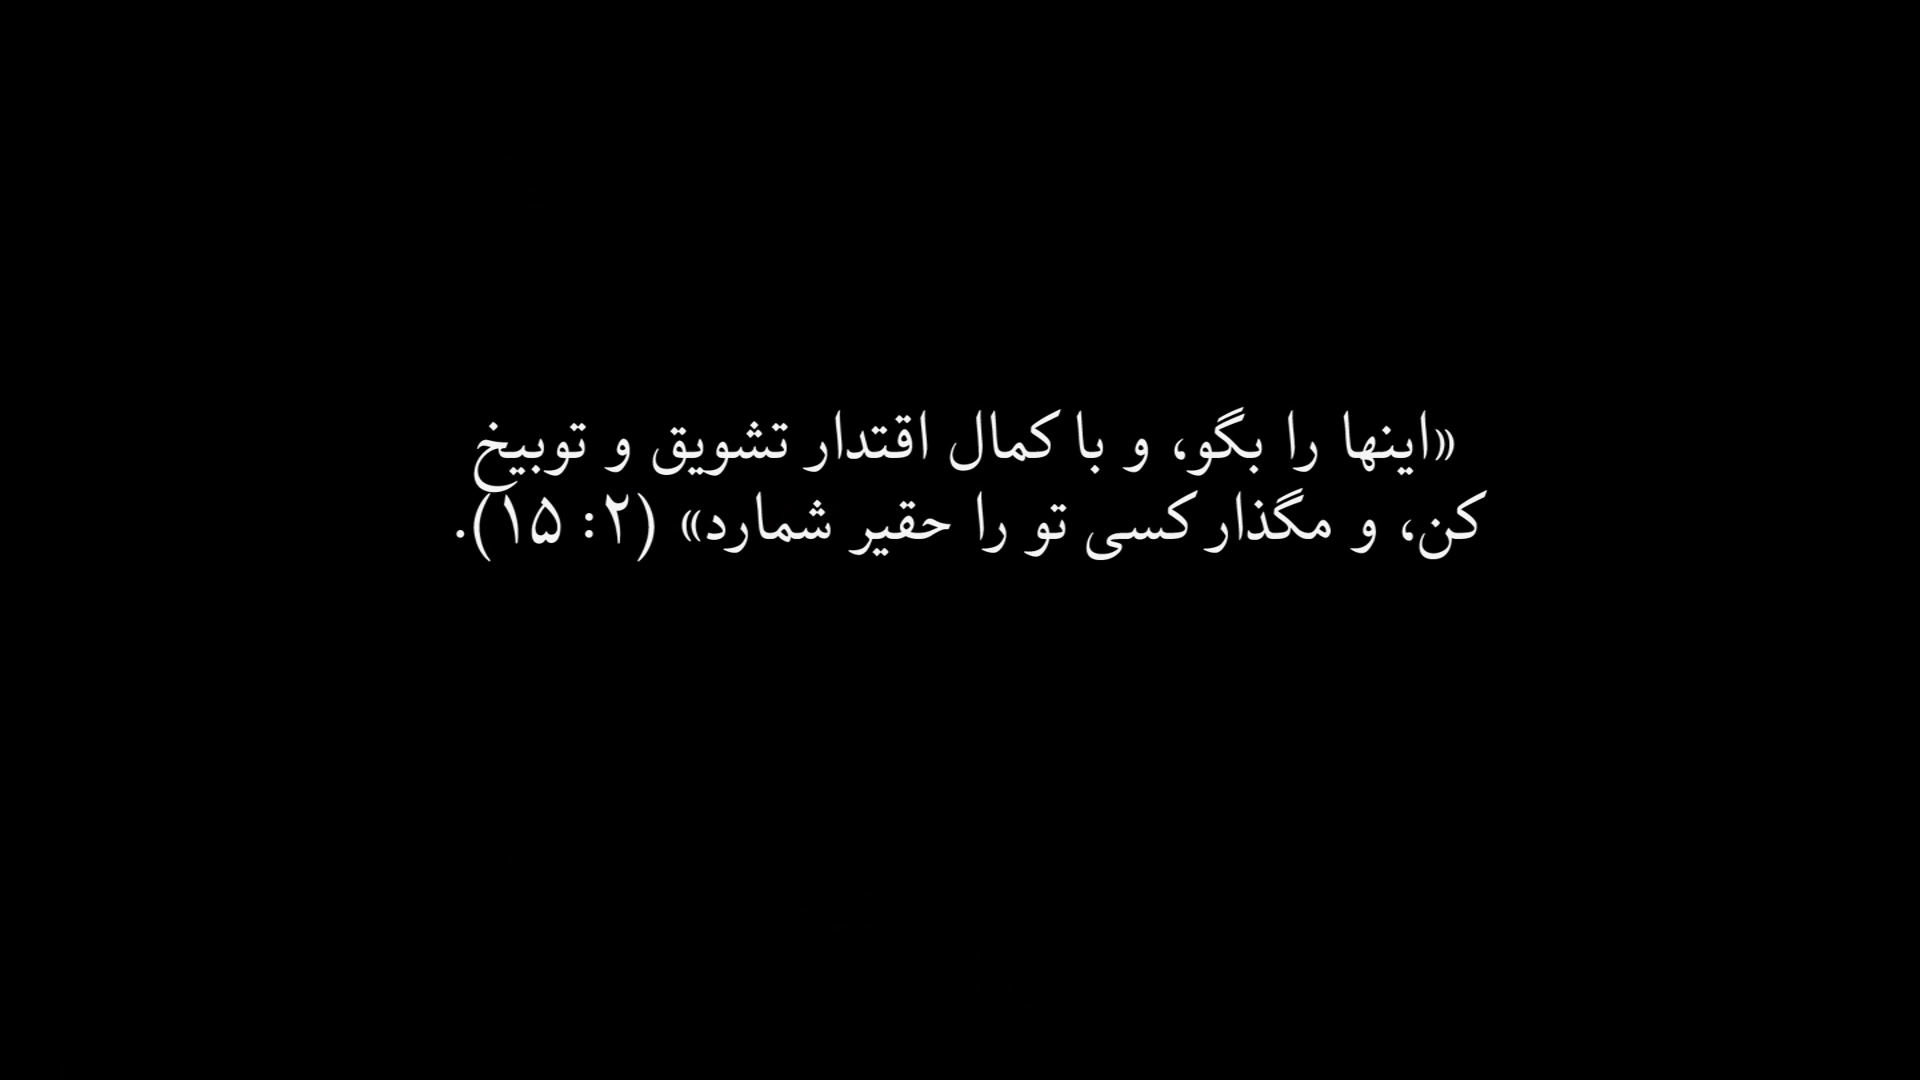 «اینها را بگو، و با کمال اقتدار تشویق و توبیخ
کن، و مگذار کسی تو را حقیر شمارد» (۲: ۱۵).